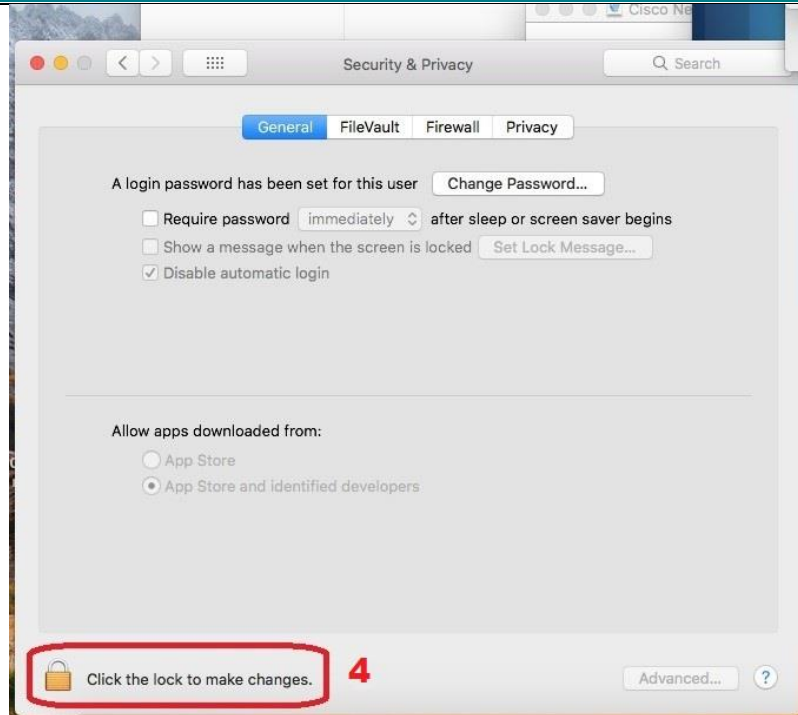 Cisco Ne
Security & Privacy
Search
General FileVault Firewall Privacy
A login password has been set for this user Change Password...
Require password immediately after sleep or screen saver begins
Show a message when the screen is locked Set Lock Message...
Disable automatic login
Allow apps downloaded from:
App Store
App Store and identified developers
Click the lock to make changes. 4
Advanced... ?